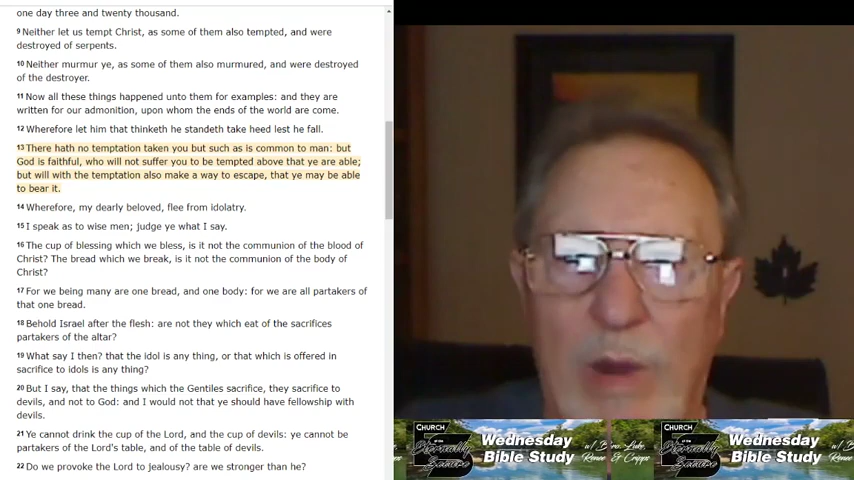 one day three and twenty thousand.
9 Neither let us tempt Christ, as some of them also tempted, and were
destroyed of serpents.
10 Neither murmur ye, as some of them also murmured, and were destroyed
of the destroyer.
11 Now all these things happened unto them for examples: and they are
written for our admonition, upon whom the ends of the world are come.
12 Wherefore let him that thinketh he standeth take heed lest he fall.
13 There hath no temptation taken you but such as is common to man: but
God is faithful, who will not suffer you to be tempted above that ye are able;
but will with the temptation also make a way to escape, that ye may be able
to bear it.
14 Wherefore, my dearly beloved, flee from idolatry.
15 I speak as to wise men; judge ye what I say.
16 The cup of blessing which we bless, is it not the communion of the blood of
Christ? The bread which we break, is it not the communion of the body of
Christ?
17 For we being many are one bread, and one body: for we are all partakers of
that one bread.
18 Behold Israel after the flesh: are not they which eat of the sacrifices
partakers of the altar?
19 What say I then? that the idol is any thing, or that which is offered in
sacrifice to idols is any thing?
20 But I say, that the things which the Gentiles sacrifice, they sacrifice to
devils, and not to God: and I would not that ye should have fellowship with
devils.
21 Ye cannot drink the cup of the Lord, and the cup of devils: ye cannot be
partakers of the Lord's table, and of the table of devils.
22 Do we provoke the Lord to jealousy? are we stronger than he?
CHURCH
of the
Eternally
Secure
Wednesday
Bible Study
w/ Bro. Luke,
Renee
& Cripps
CHURCH
of the
Eternally
Secure
Wednesday
Bible Study
w/
Renee